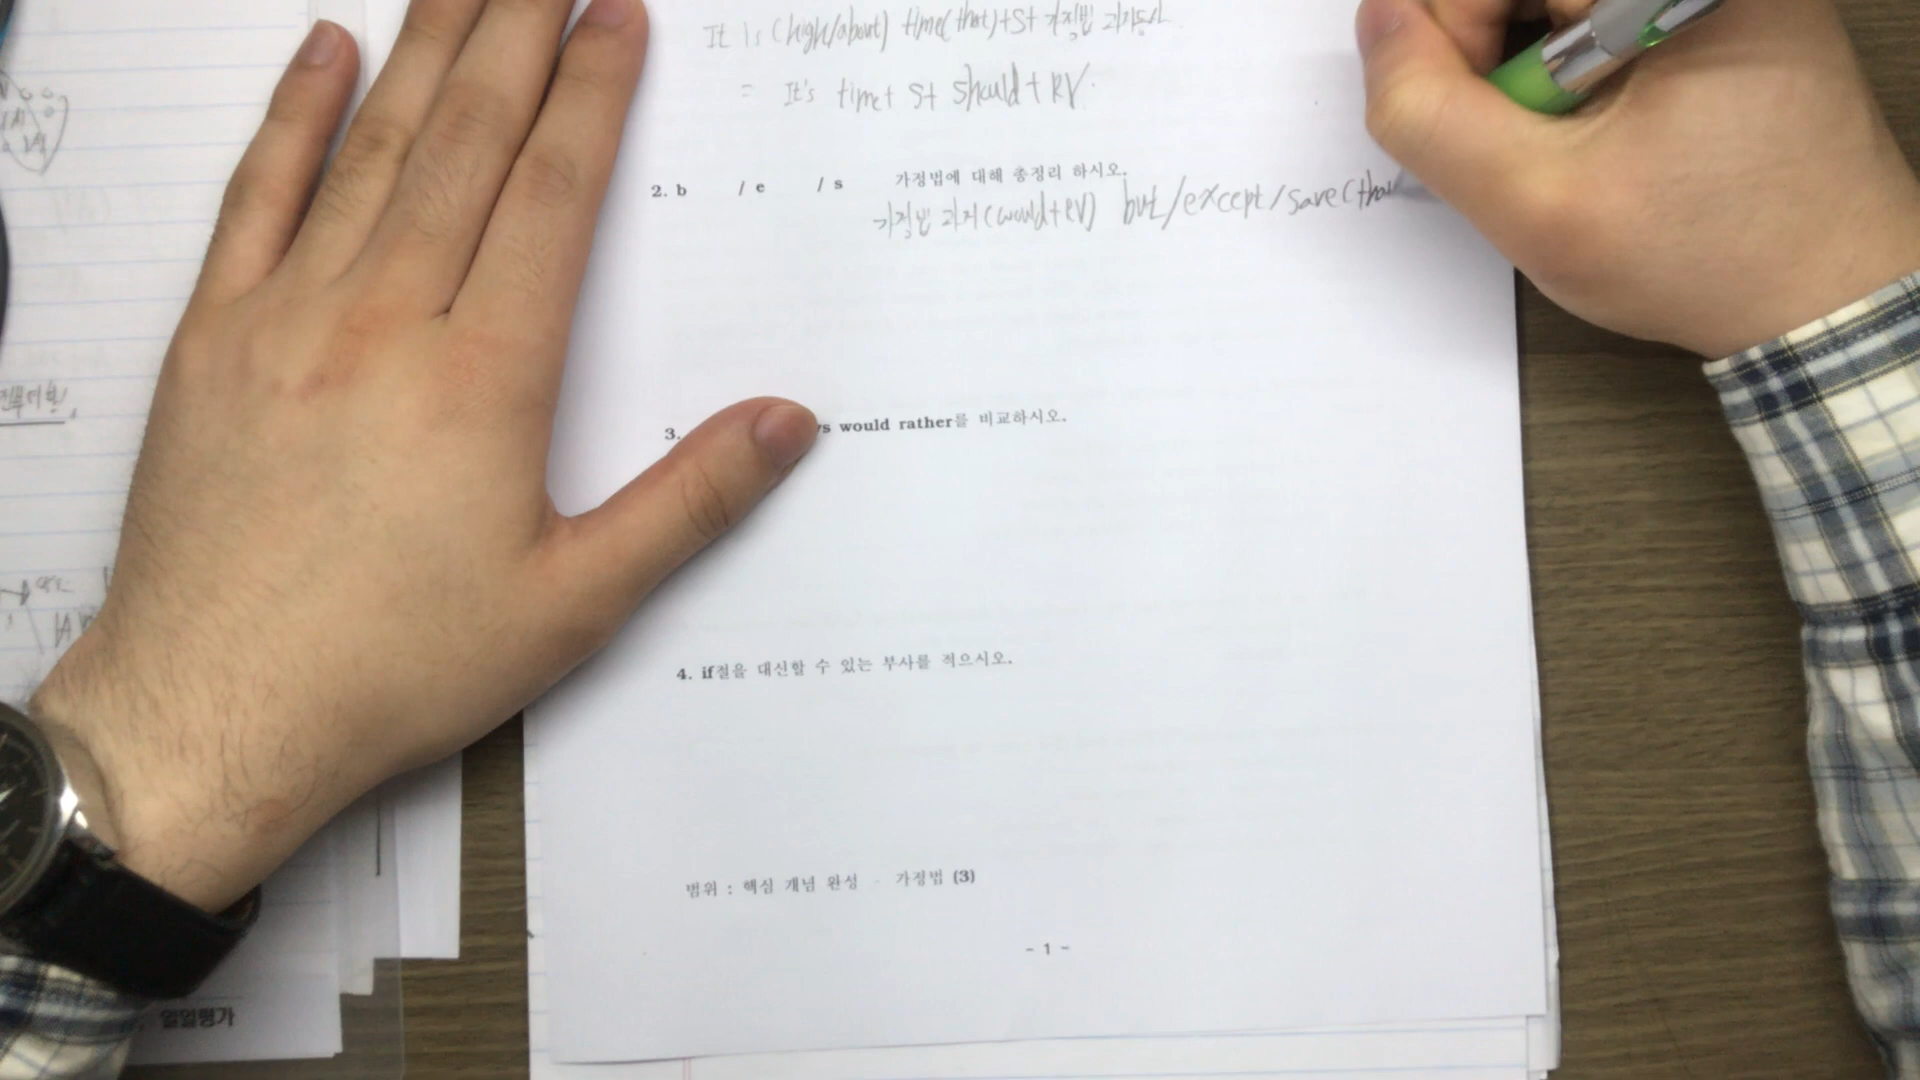 It is (high/about) time(that)+S+ 가정법 과거동사
= It's time+ S+ should + RV.
2. b / e / s 가정법에 대해 총정리 하시오.
가정법 과거(would+RV) but/except/save(tha
3. vs would rather를 비교하시오.
4. if절을 대신할 수 있는 부사를 적으시오.
범위 : 핵심 개념 완성 - 가정법 (3)
- 1 -
일일평가